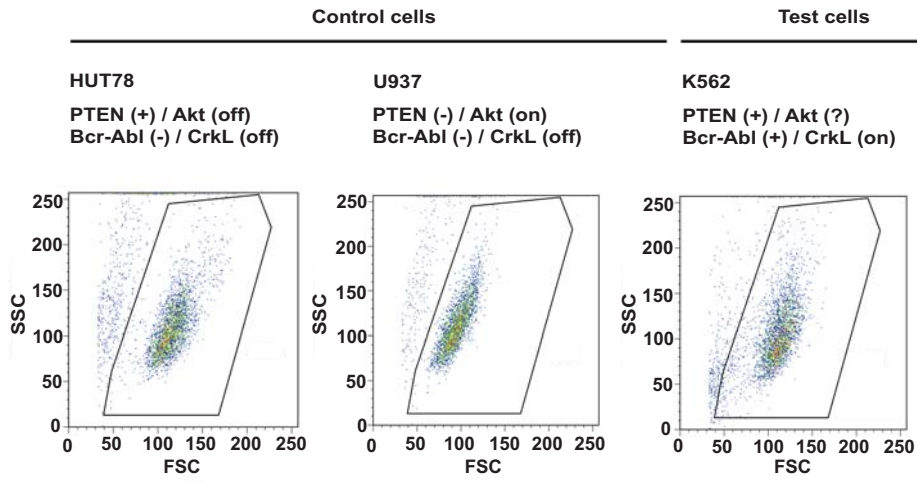 Control cells
Test cells
HUT78
PTEN (+) / Akt (off)
Bcr-Abl (-) / CrkL (off)
U937
PTEN (-) / Akt (on)
Bcr-Abl (-) / CrkL (off)
K562
PTEN (+) / Akt (?)
Bcr-Abl (+) / CrkL (on)
SSC
250
200
150
100
50
0
0 50 100 150 200 250
FSC
SSC
250
200
150
100
50
0
0 50 100 150 200 250
FSC
SSC
250
200
150
100
50
0
0 50 100 150 200 250
FSC